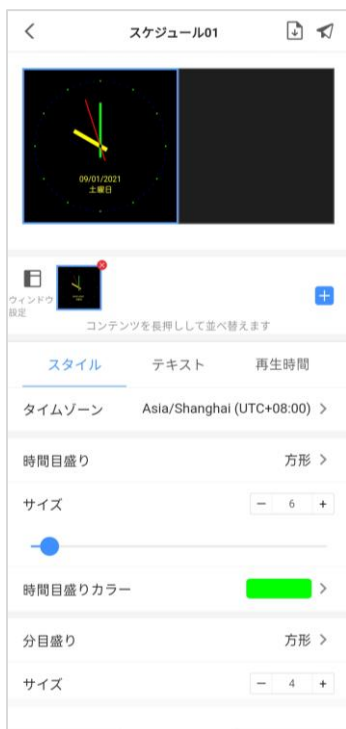 スケジュール01
09/01/2021
土曜日
ウィンドウ
設定
コンテンツを長押しして並べ替えます
スタイル
テキスト
再生時間
タイムゾーン Asia/Shanghai (UTC+08:00)
時間目盛り 方形
サイズ − 6 +
時間目盛りカラー
分目盛り 方形
サイズ − 4 +